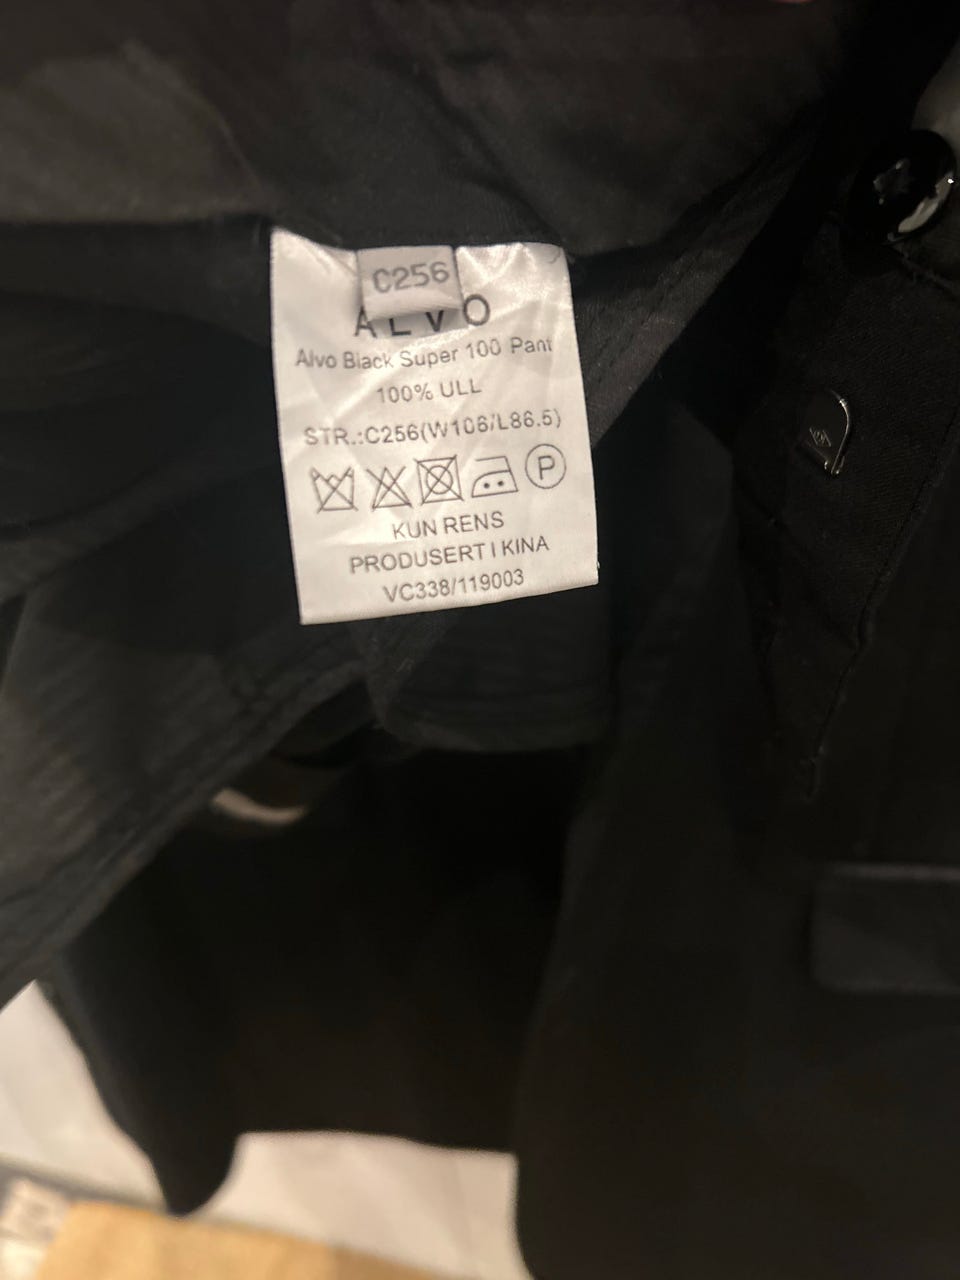 C256
ALVO
Alvo Black Super 100 Pant
100% ULL
STR.:C256(W106/L86.5)
P
KUN RENS
PRODUSERT I KINA
VC338/119003